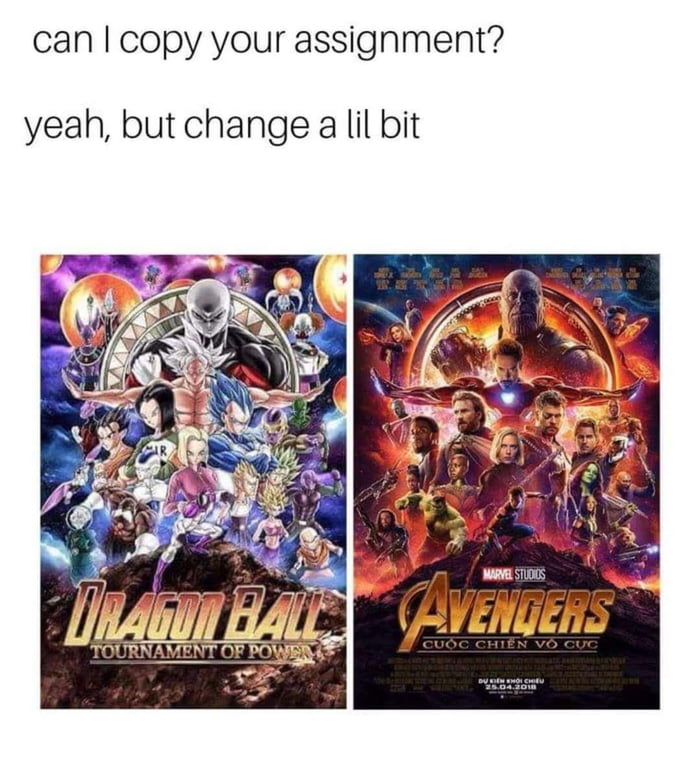 can I copy your assignment?
yeah, but change a lil bit
DRAGON BALL
TOURNAMENT OF POWER
MARVEL STUDIOS
AVENGERS
CUỘC CHIẾN VÔ CỰC
DỰ KIẾN KHỞI CHIẾU
25.04.2018